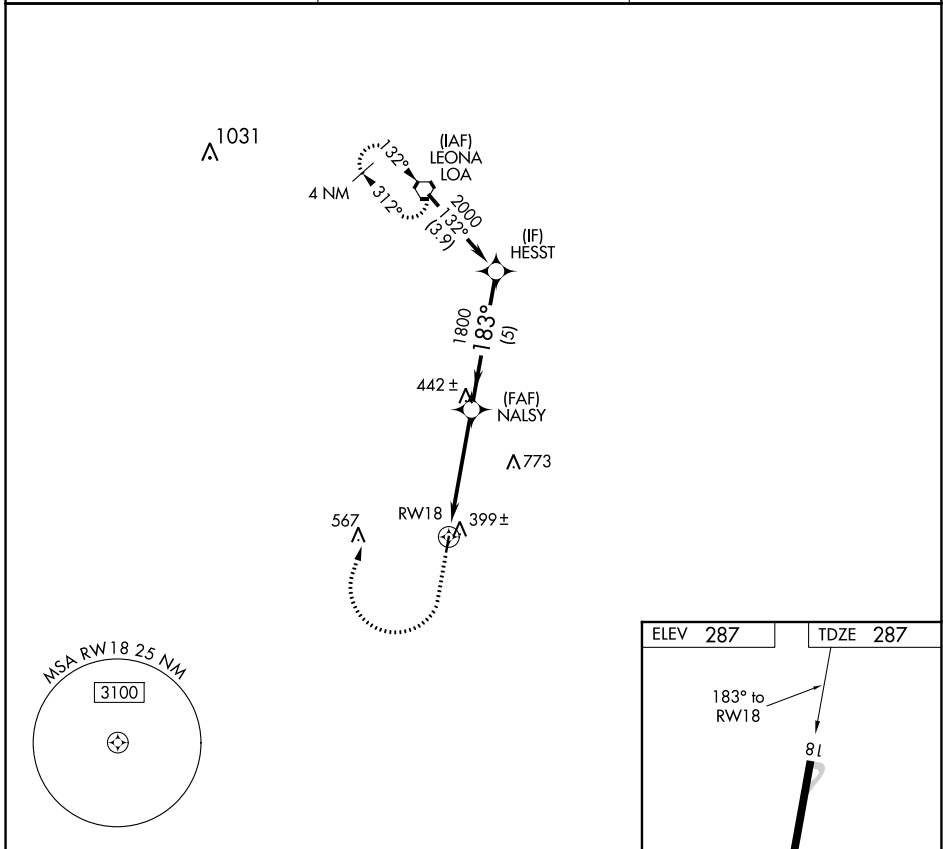 1031
(IAF)
LEONA
LOA
132°
4 NM
312°
2000
132°
(3.9)
(IF)
HESST
1800
183°
(5)
442 ±
(FAF)
NALSY
773
RW18
399 ±
567
MSA RW18 25 NM
3100
ELEV 287
TDZE 287
183° to
RW18
18